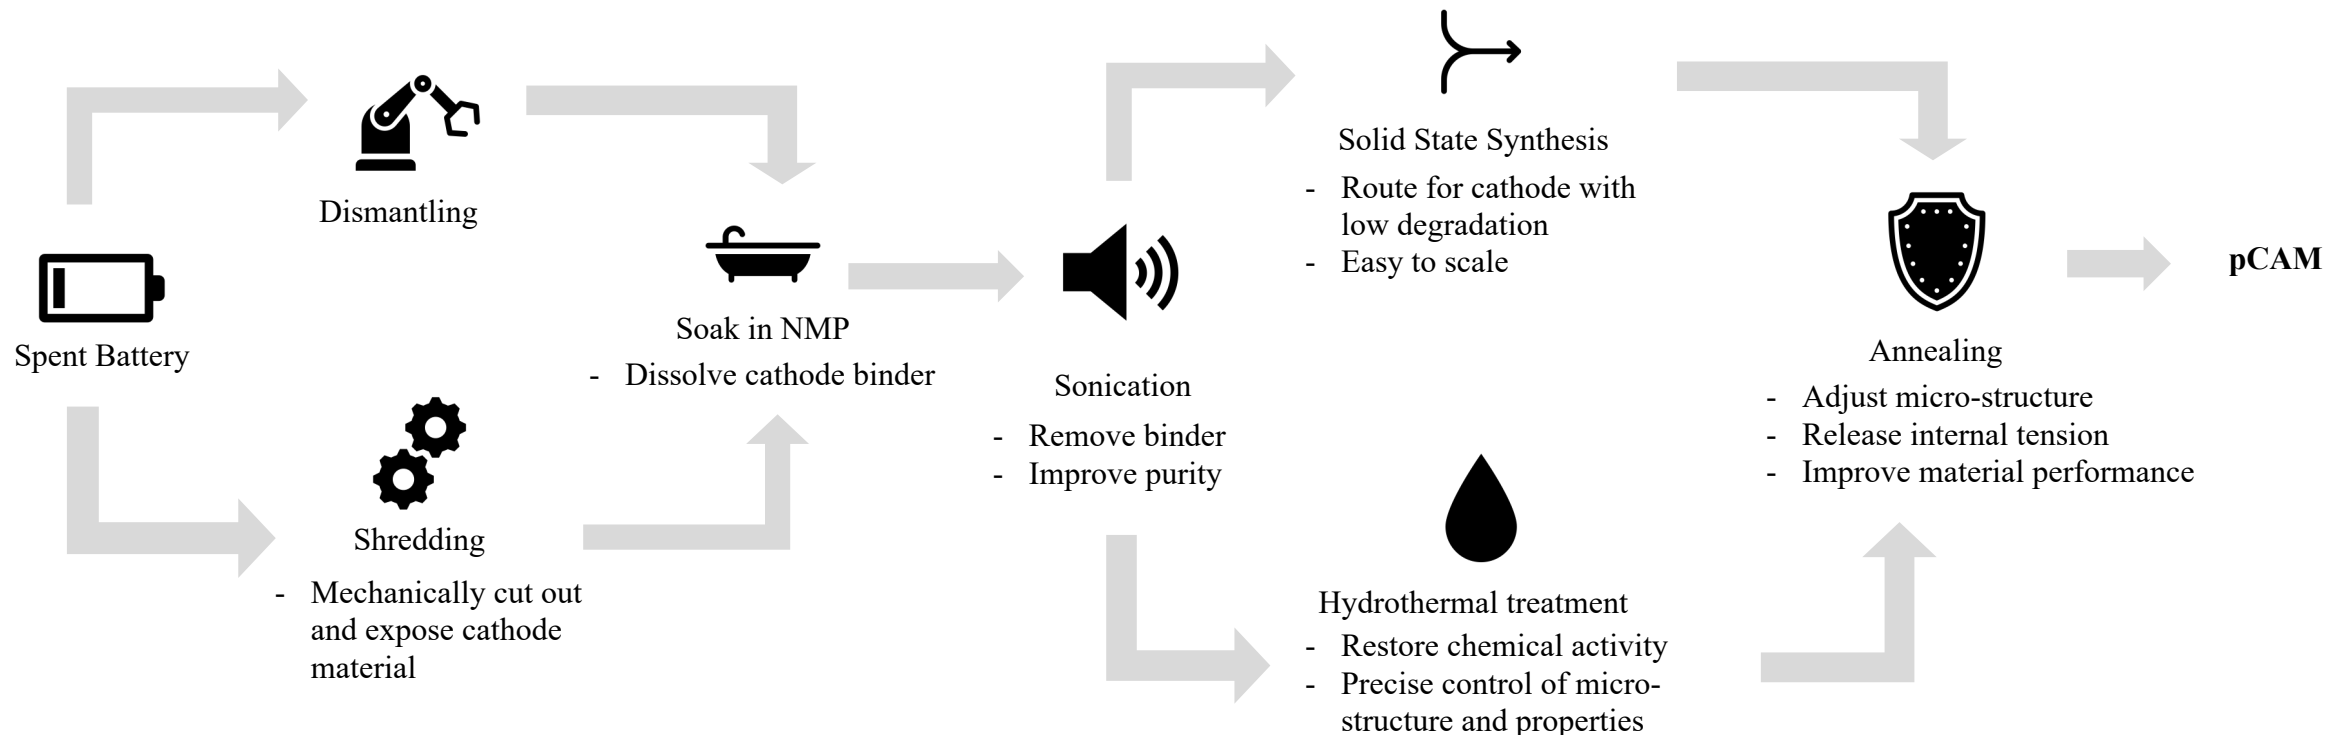 Spent Battery
Dismantling
Shredding
- Mechanically cut out
and expose cathode
material
Soak in NMP
- Dissolve cathode binder
Sonication
- Remove binder
- Improve purity
Solid State Synthesis
- Route for cathode with
low degradation
- Easy to scale
Hydrothermal treatment
- Restore chemical activity
- Precise control of micro-
structure and properties
Annealing
- Adjust micro-structure
- Release internal tension
- Improve material performance
pCAM